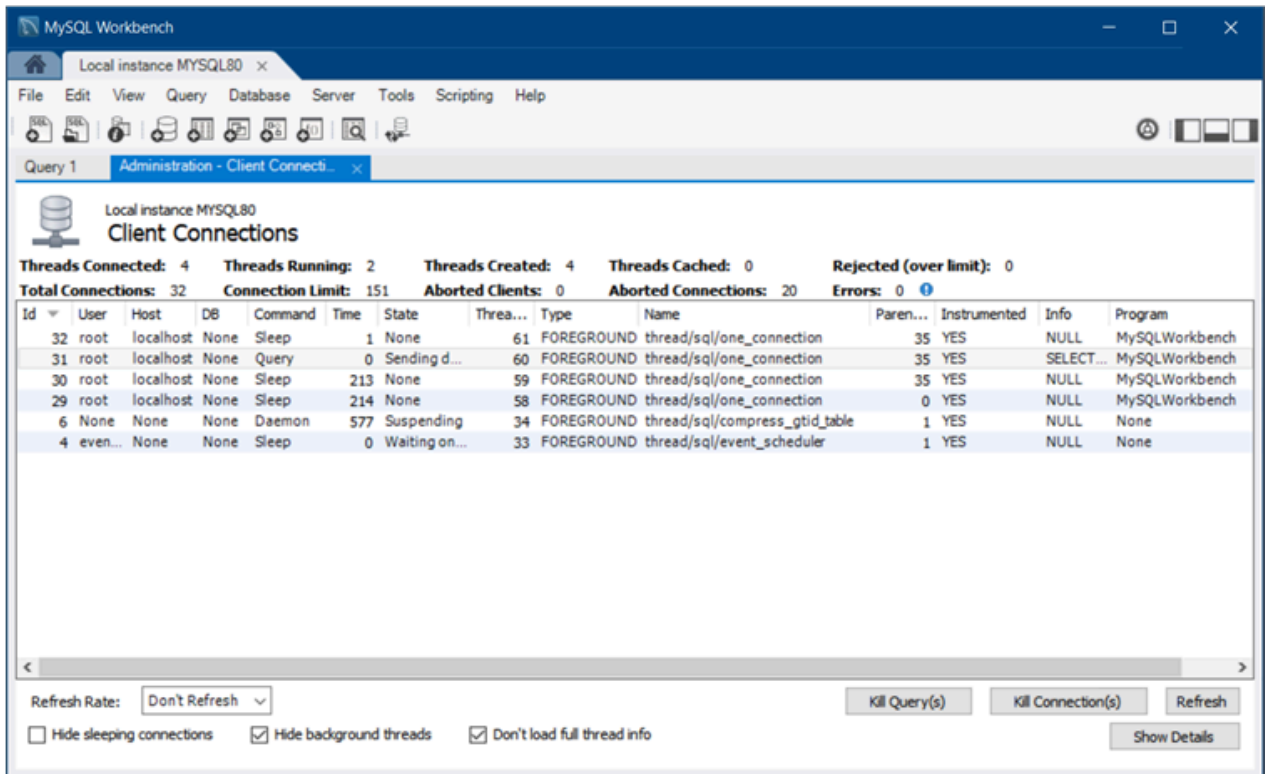 MySQL Workbench
Local instance MYSQL80
File Edit View Query Database Server Tools Scripting Help
Query 1 Administration - Client Connecti...
Local instance MYSQL80
Client Connections
Threads Connected: 4 Threads Running: 2 Threads Created: 4 Threads Cached: 0 Rejected (over limit): 0
Total Connections: 32 Connection Limit: 151 Aborted Clients: 0 Aborted Connections: 20 Errors: 0
Id User Host DB Command Time State Threa... Type Name Paren... Instrumented Info Program
32 root localhost None Sleep 1 None 61 FOREGROUND thread/sql/one_connection 35 YES NULL MySQLWorkbench
31 root localhost None Query 0 Sending d... 60 FOREGROUND thread/sql/one_connection 35 YES SELECT... MySQLWorkbench
30 root localhost None Sleep 213 None 59 FOREGROUND thread/sql/one_connection 35 YES NULL MySQLWorkbench
29 root localhost None Sleep 214 None 58 FOREGROUND thread/sql/one_connection 0 YES NULL MySQLWorkbench
6 None None None Daemon 577 Suspending 34 FOREGROUND thread/sql/compress_gtid_table 1 YES NULL None
4 even... None None Sleep 0 Waiting on... 33 FOREGROUND thread/sql/event_scheduler 1 YES NULL None
Refresh Rate: Don't Refresh Kill Query(s) Kill Connection(s) Refresh
Hide sleeping connections Hide background threads Don't load full thread info Show Details